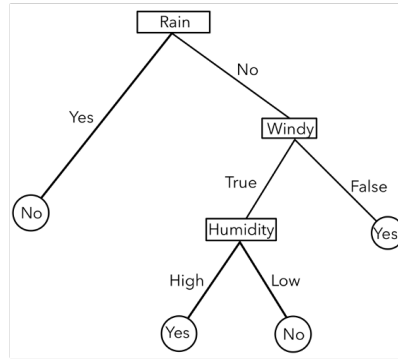 Rain
No
Yes
Windy
True
False
No
Humidity
Yes
High
Low
Yes
No